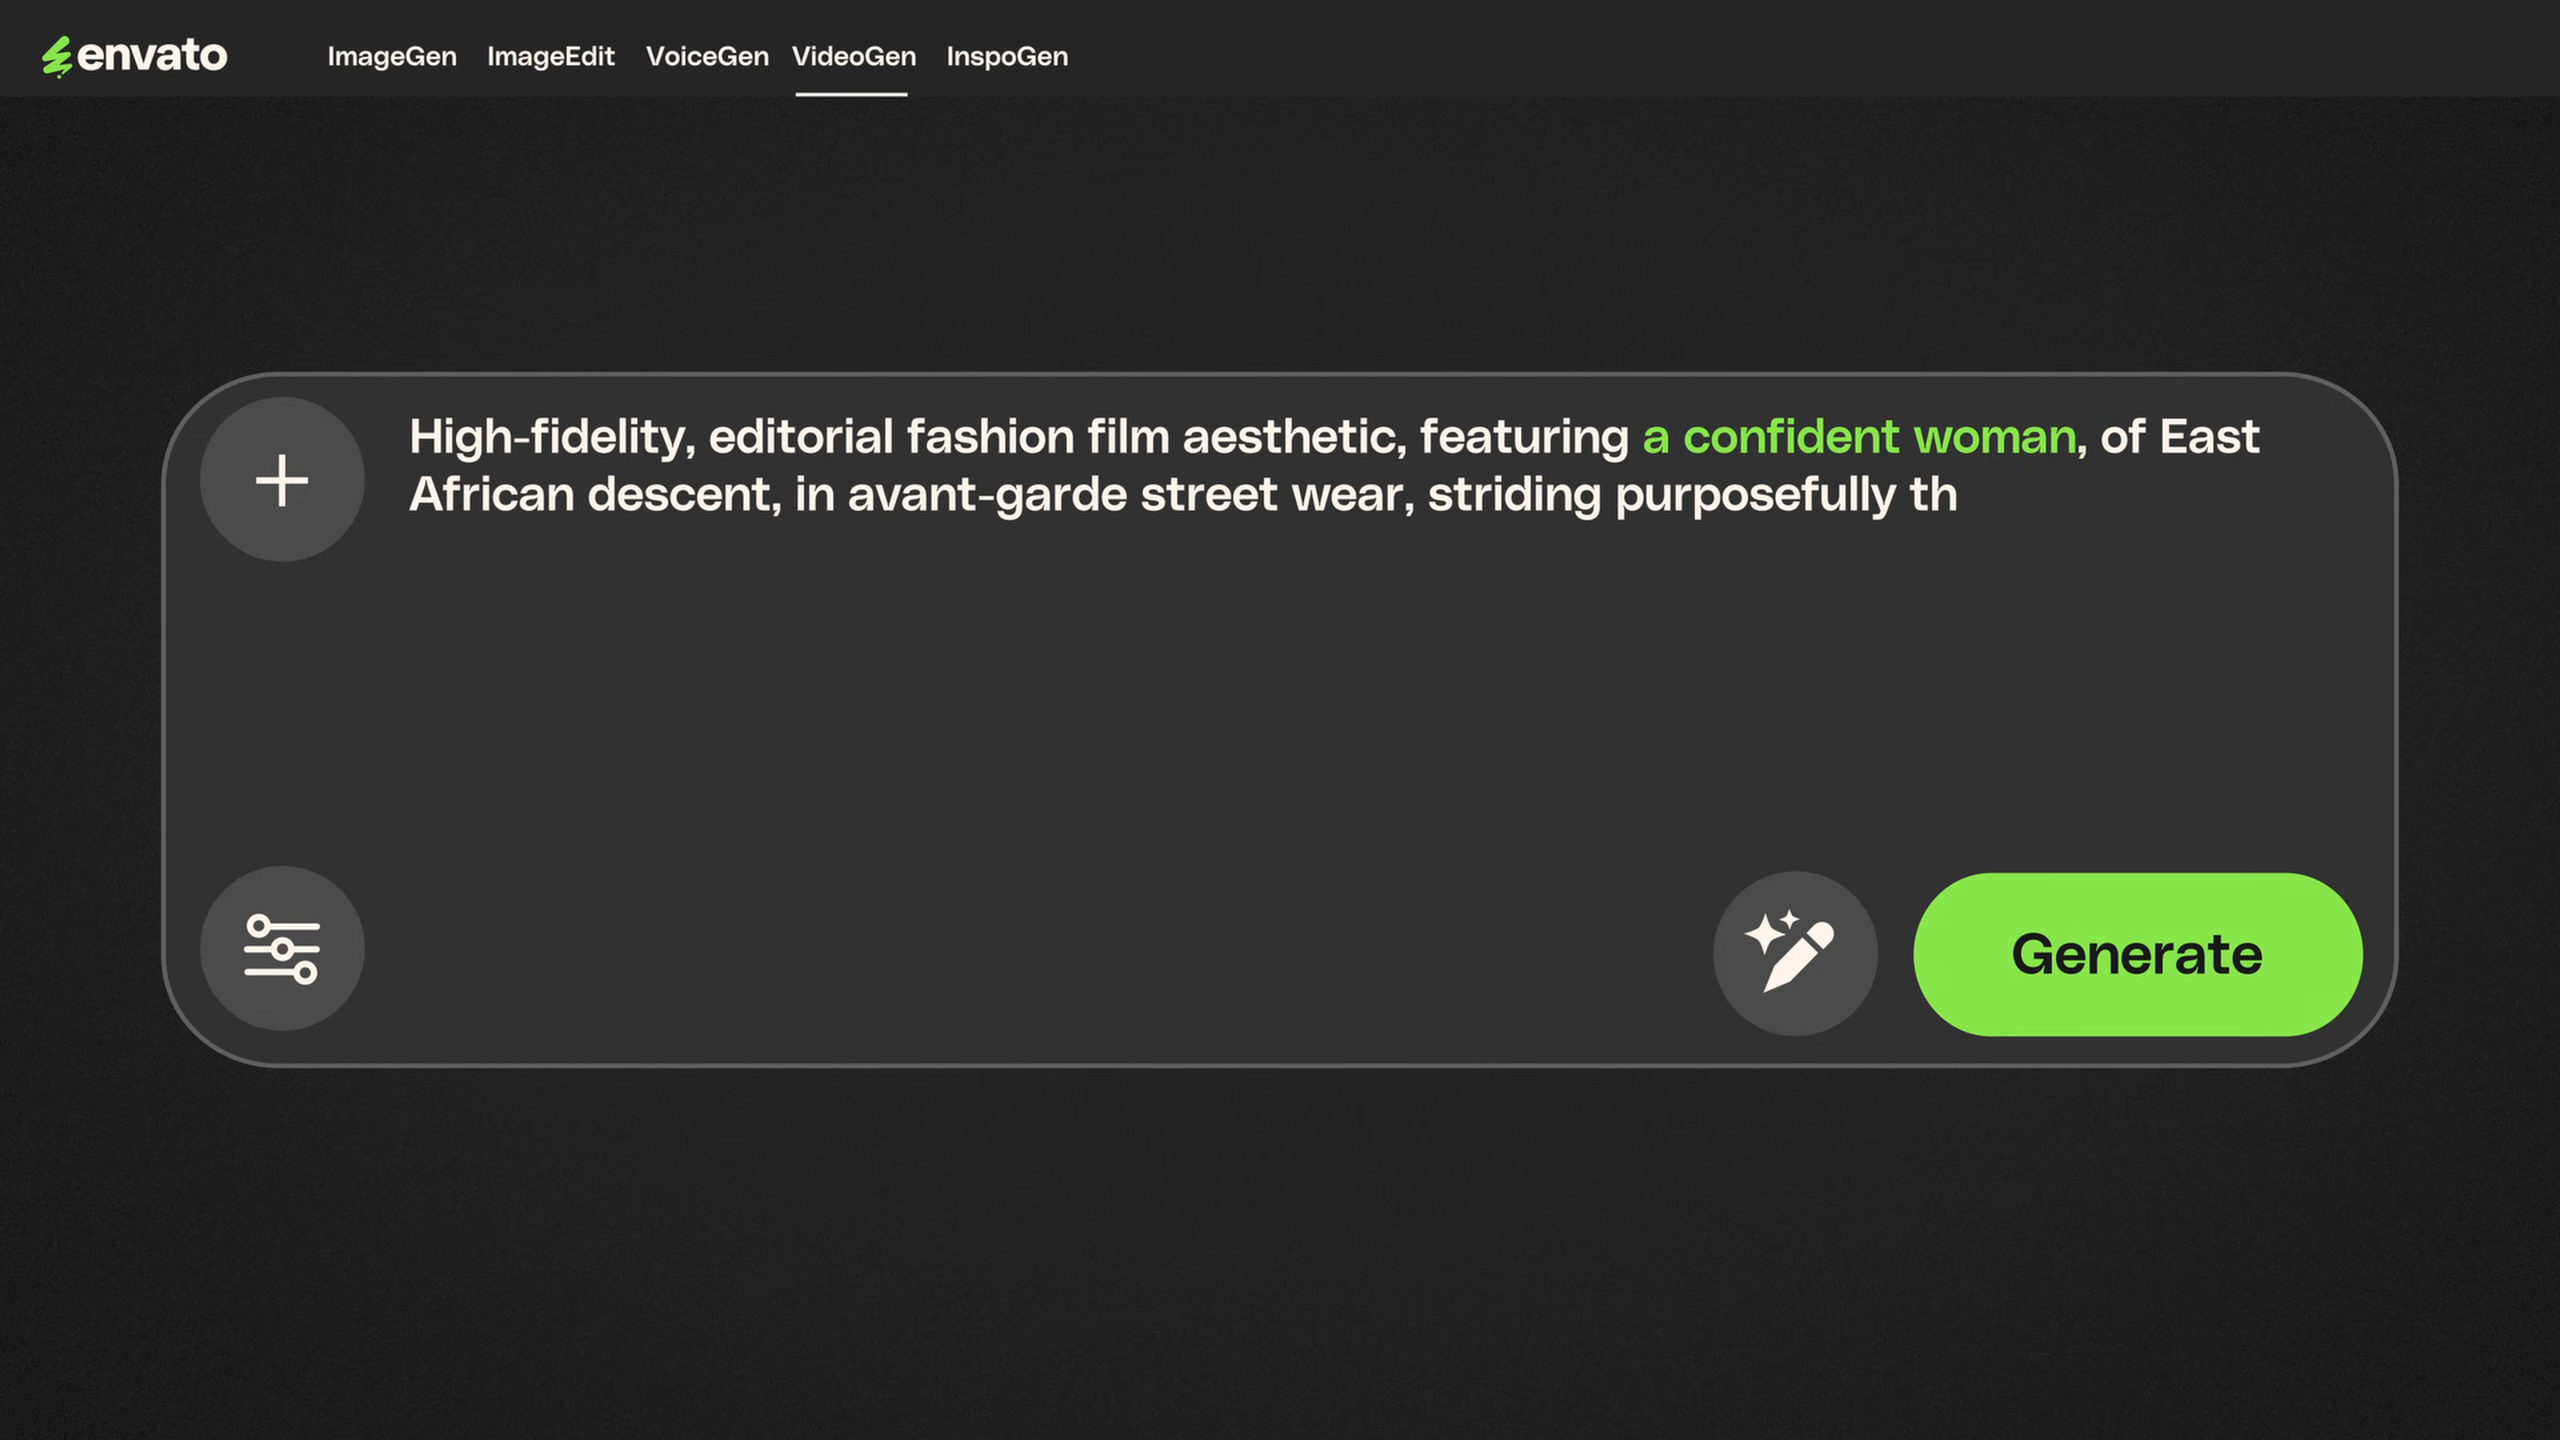 envato
ImageGen ImageEdit VoiceGen VideoGen InspoGen
High-fidelity, editorial fashion film aesthetic, featuring a confident woman, of East
African descent, in avant-garde street wear, striding purposefully th
Generate